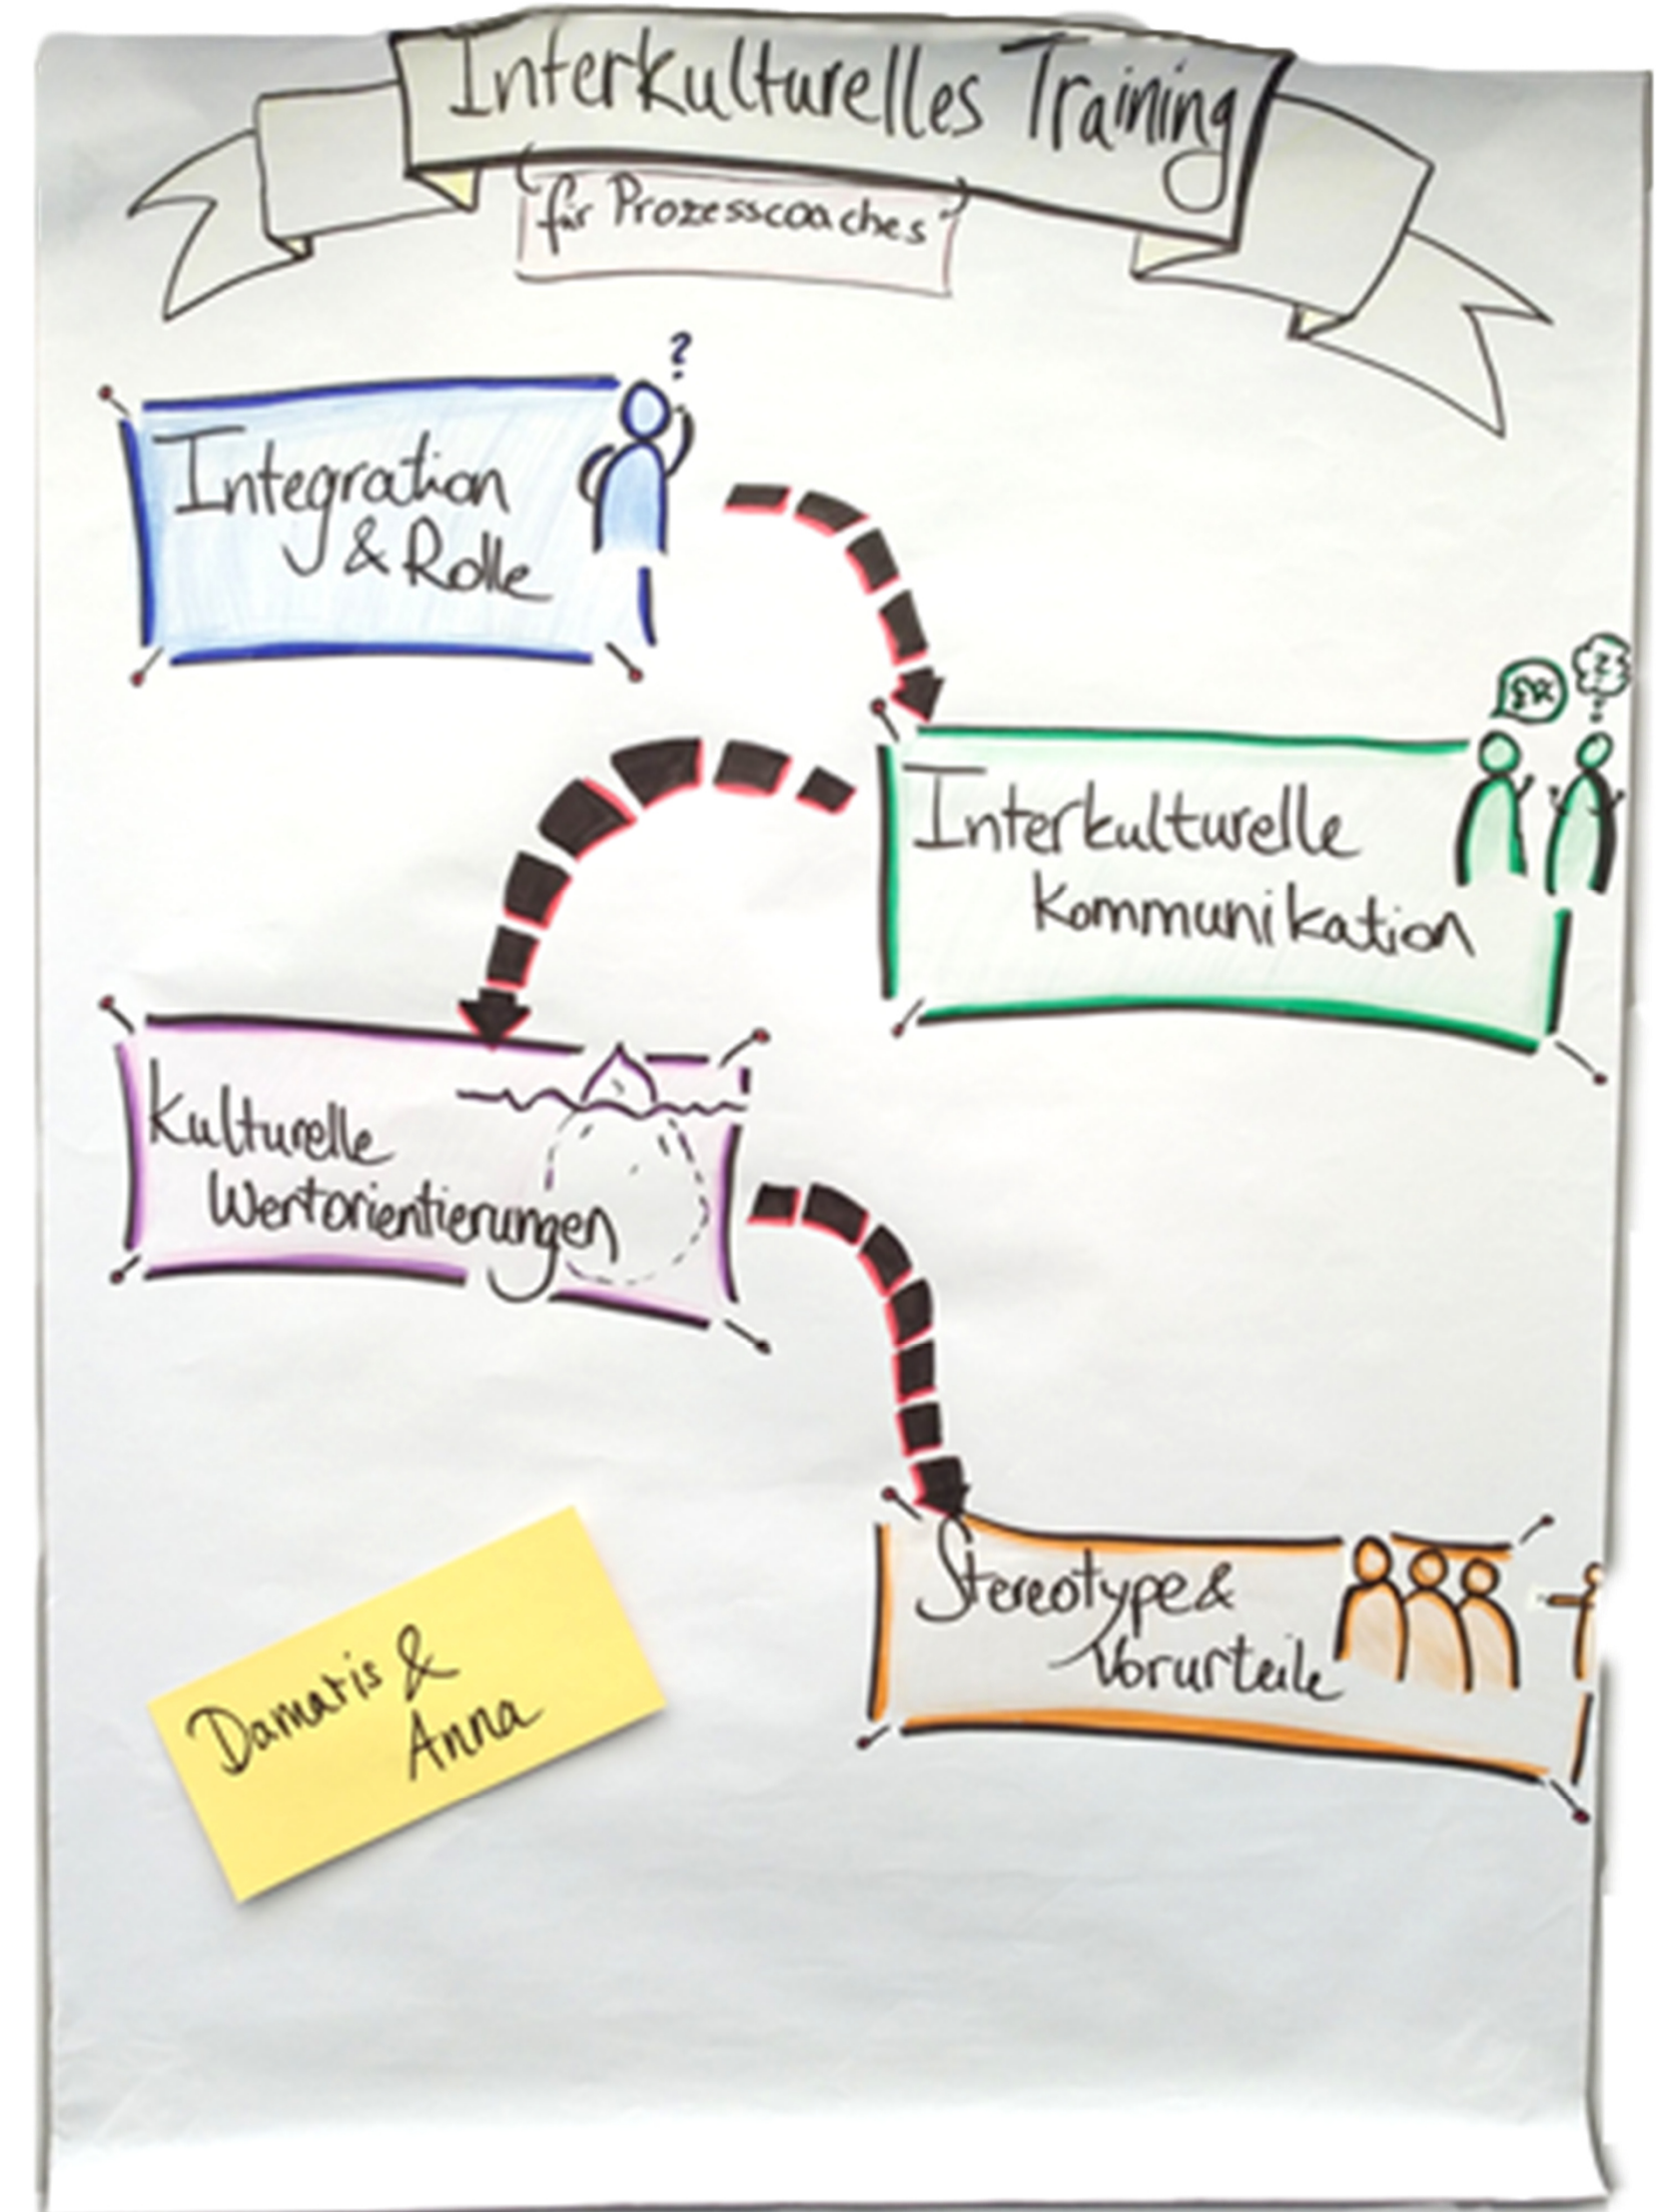 Interkulturelles Training
für Prozesscoaches
?
Integration
& Rolle
Interkulturelle
Kommunikation
Kulturelle
Wertorientierungen
Stereotype &
Vorurteile
Damaris &
Anna